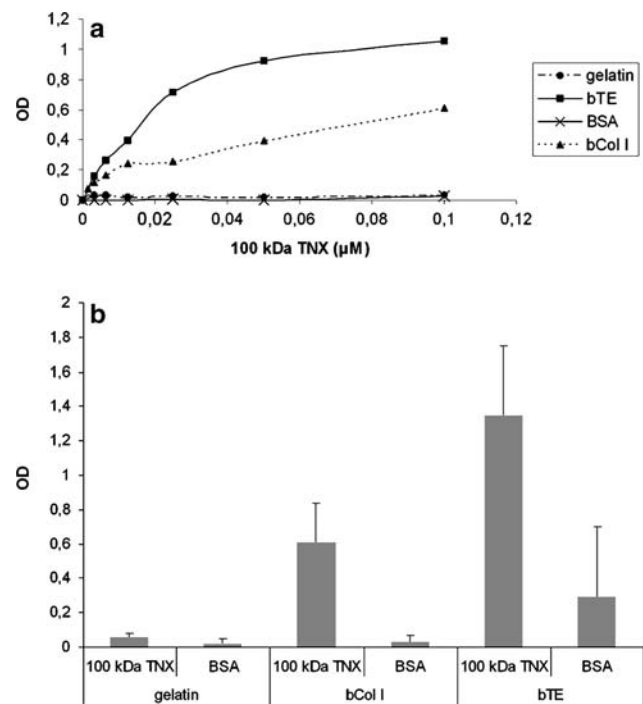 a
1,2
1
0,8
0,6
0,4
0,2
0
OD
0 0,02 0,04 0,06 0,08 0,1 0,12
100 kDa TNX (µM)
gelatin
bTE
BSA
bCol I
b
2
1,8
1,6
1,4
1,2
1
0,8
0,6
0,4
0,2
0
OD
100 kDa TNX BSA 100 kDa TNX BSA 100 kDa TNX BSA
gelatin bCol I bTE